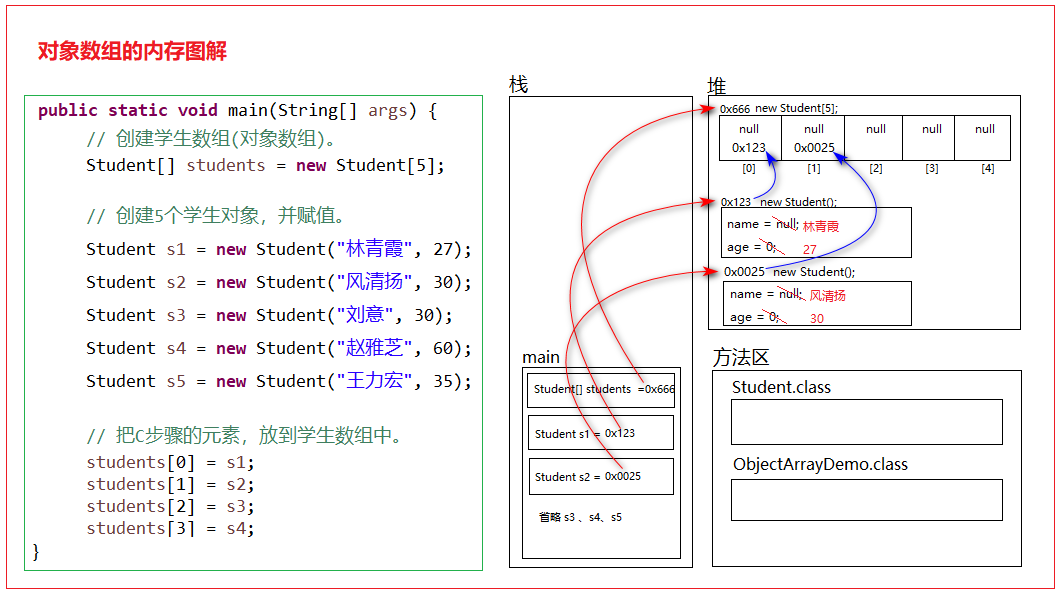 对象数组的内存图解
public static void main(String[] args) {
// 创建学生数组(对象数组)。
Student[] students = new Student[5];
// 创建5个学生对象，并赋值。
Student s1 = new Student("林青霞", 27);
Student s2 = new Student("风清扬", 30);
Student s3 = new Student("刘意", 30);
Student s4 = new Student("赵雅芝", 60);
Student s5 = new Student("王力宏", 35);
// 把C步骤的元素，放到学生数组中。
students[0] = s1;
students[1] = s2;
students[2] = s3;
students[3] = s4;
}
栈
main
Student[] students =0x666
Student s1 = 0x123
Student s2 = 0x0025
省略 s3 、s4、s5
堆
0x666 new Student[5];
null null null null null
0x123 0x0025
[0] [1] [2] [3] [4]
0x123 new Student();
name = null; 林青霞
age = 0; 27
0x0025 new Student();
name = null; 风清扬
age = 0; 30
方法区
Student.class
ObjectArrayDemo.class